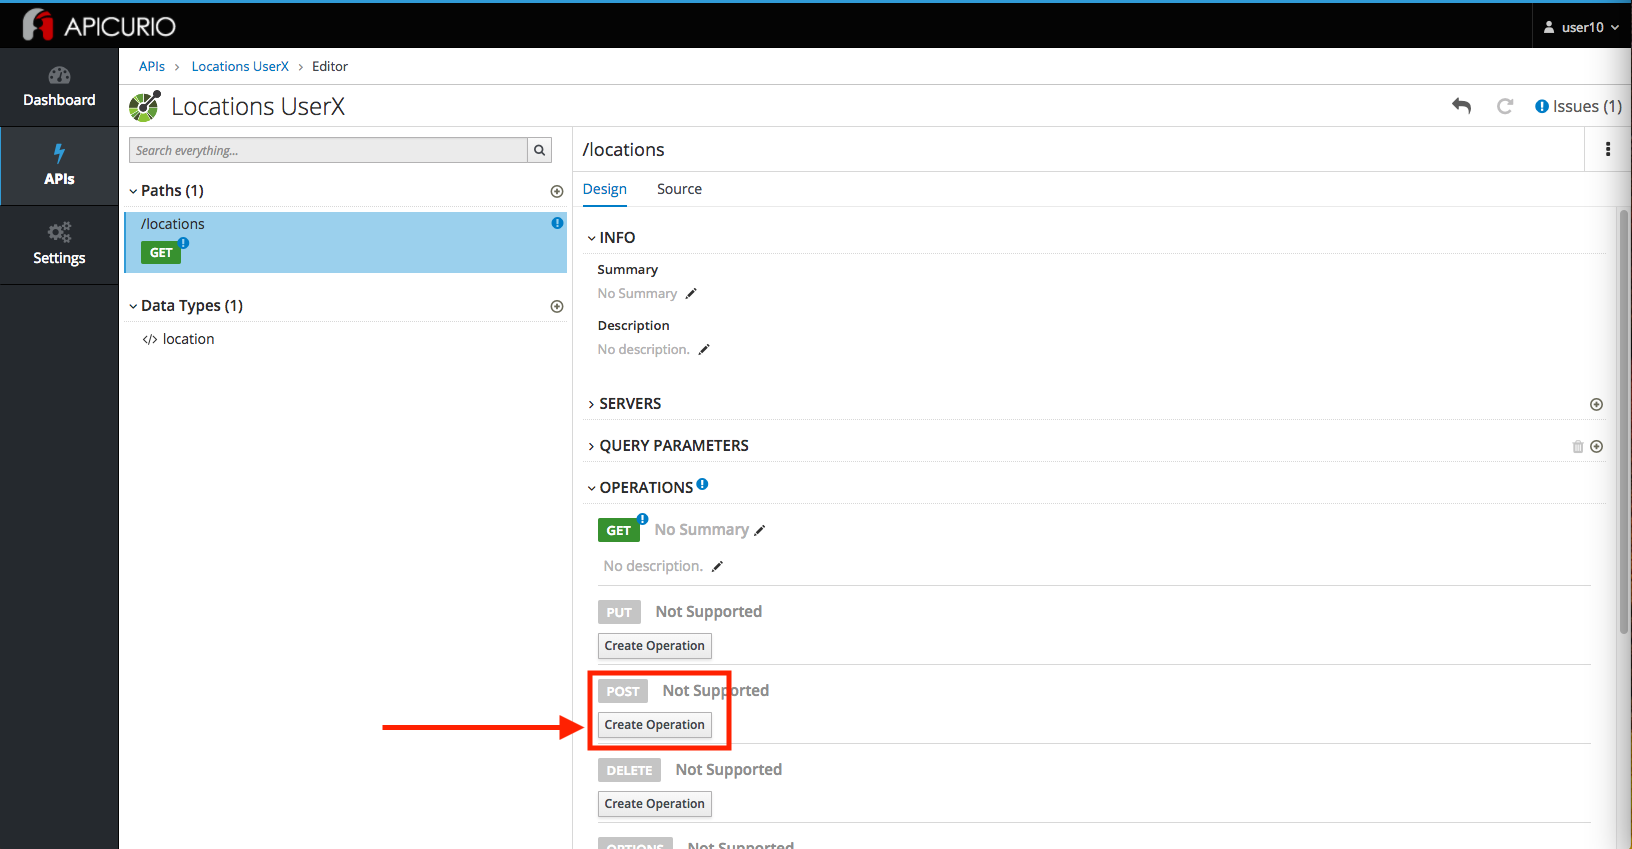 APICURIO
user10
Dashboard
APIs
Settings
APIs > Locations UserX > Editor
Locations UserX
Issues (1)
Search everything...
Paths (1)
/locations
GET
Data Types (1)
</> location
/locations
Design Source
INFO
Summary
No Summary
Description
No description.
SERVERS
QUERY PARAMETERS
OPERATIONS
GET No Summary
No description.
PUT Not Supported
Create Operation
POST Not Supported
Create Operation
DELETE Not Supported
Create Operation
OPTIONS Not Supported